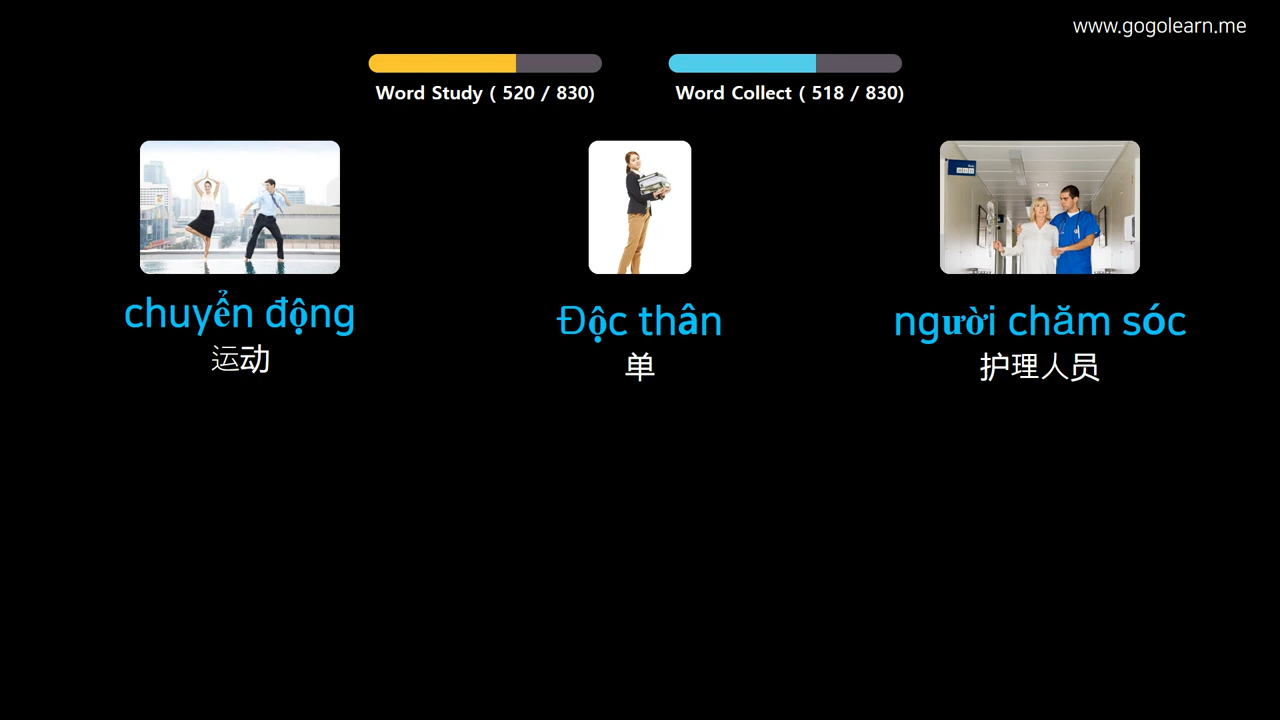 www.gogolearn.me
Word Study ( 520 / 830)
Word Collect ( 518 / 830)
chuyển động
运动
Độc thân
单
người chăm sóc
护理人员